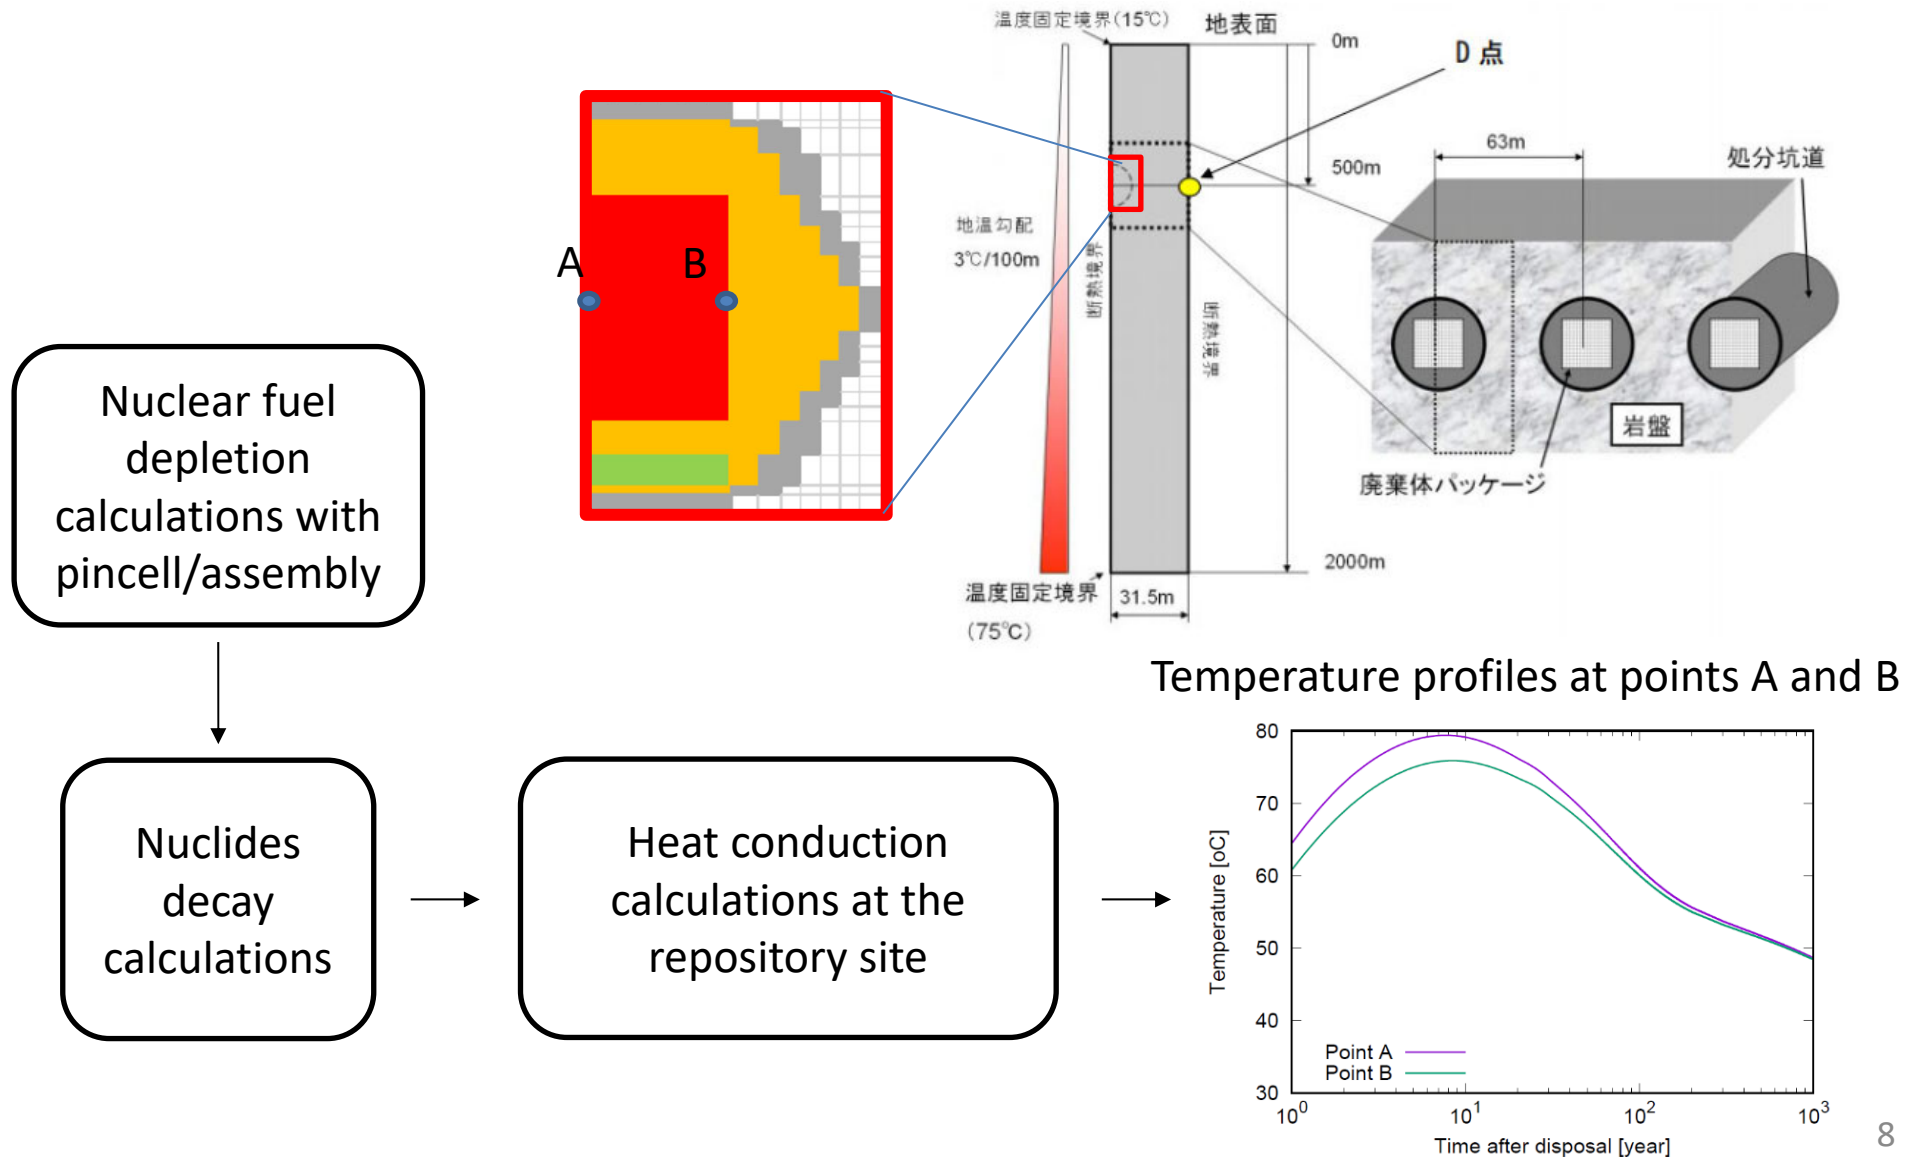 温度固定境界(15℃)
地表面
0m
D 点
63m
処分坑道
500m
地温勾配
3℃/100m
断熱境界
断熱境界
A
B
岩盤
廃棄体パッケージ
2000m
温度固定境界
(75℃)
31.5m
Nuclear fuel
depletion
calculations with
pincell/assembly
Nuclides
decay
calculations
Heat conduction
calculations at the
repository site
Temperature profiles at points A and B
80
70
60
50
40
30
Temperature [oC]
Point A
Point B
10^0
10^1
10^2
10^3
Time after disposal [year]
8